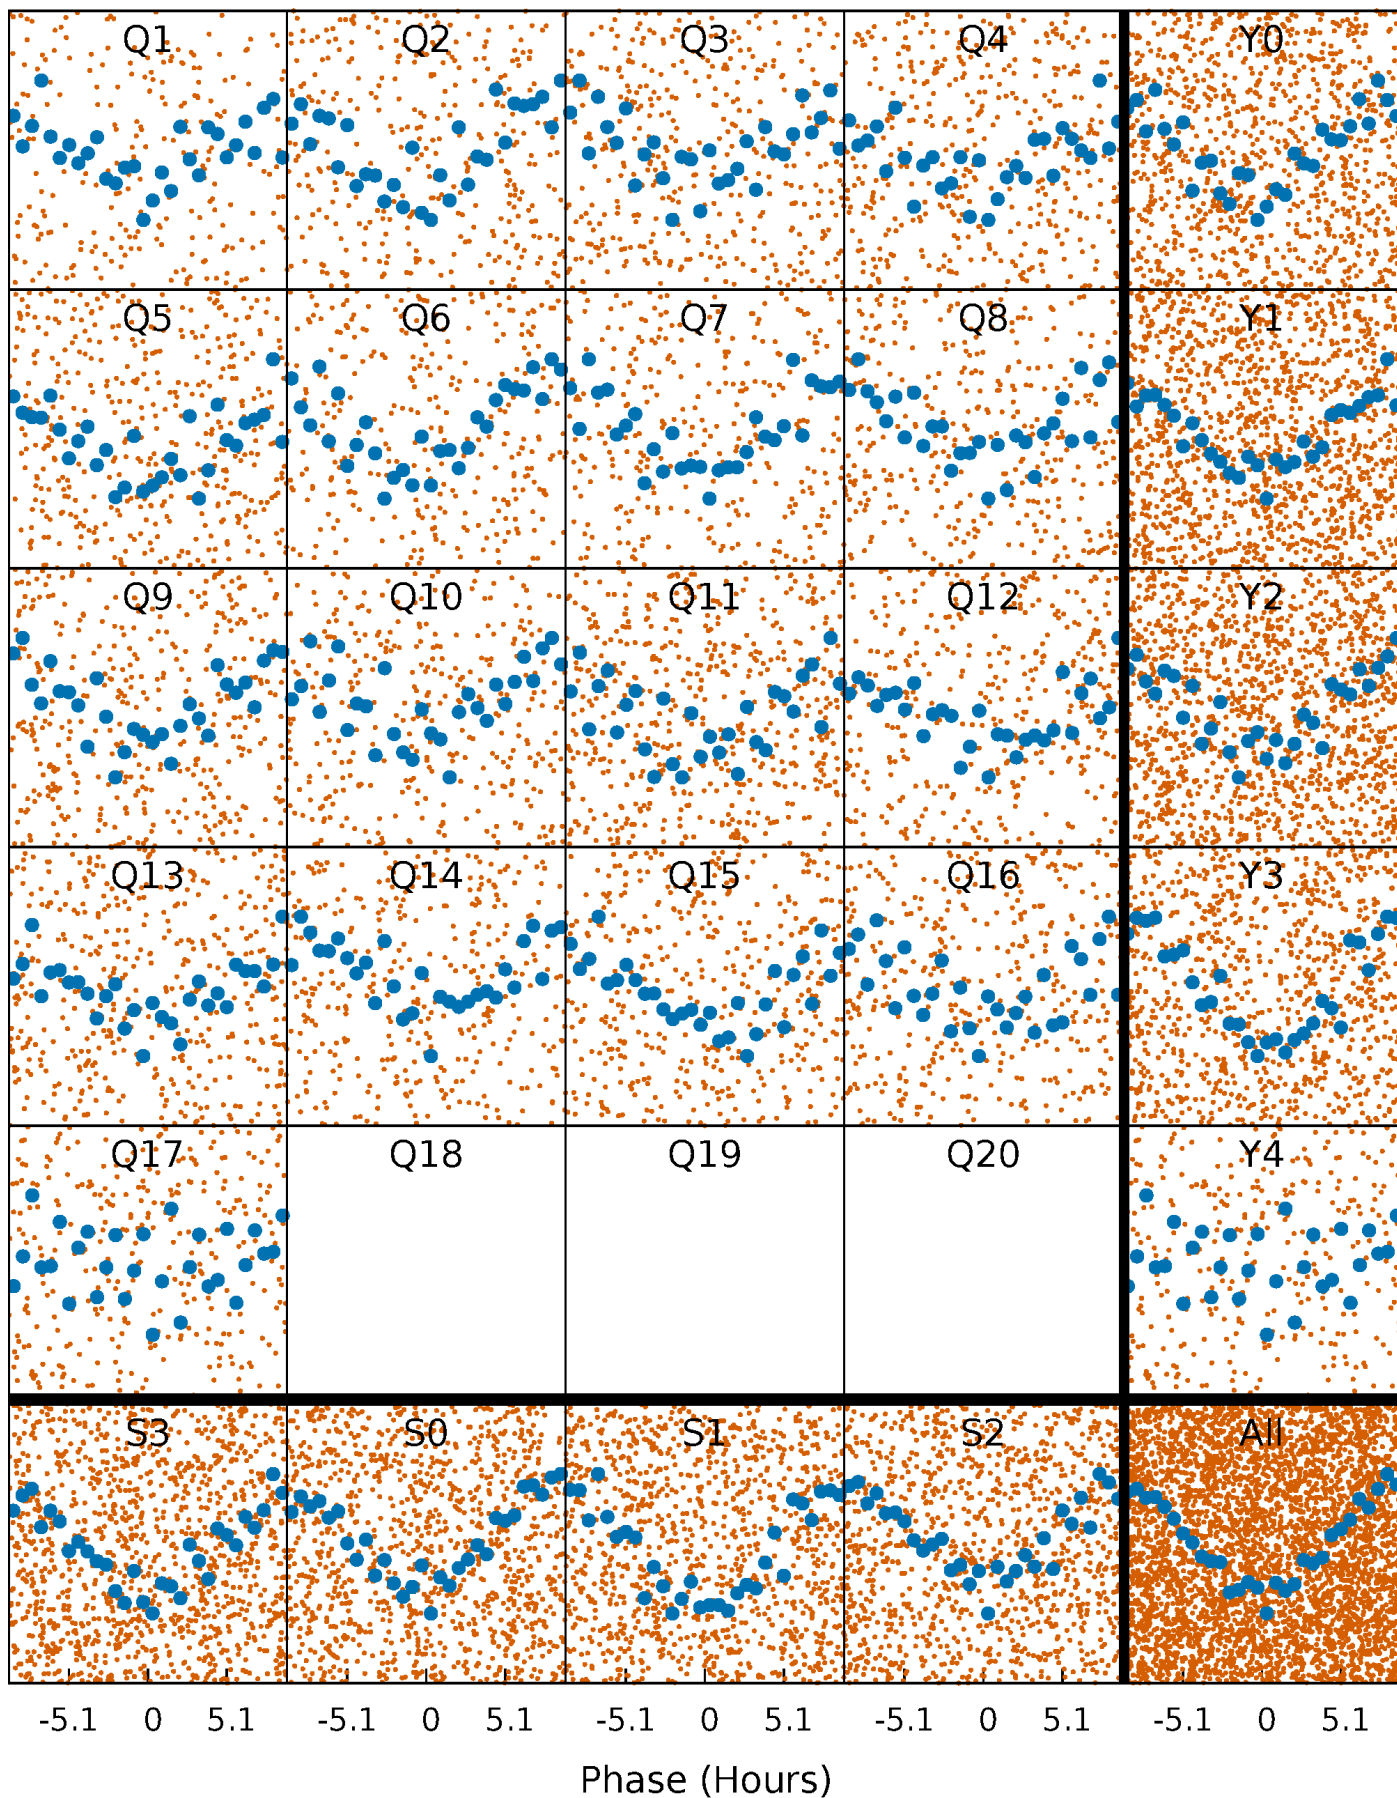 Q1 Q2 Q3 Q4 Y0
Q5 Q6 Q7 Q8 Y1
Q9 Q10 Q11 Q12 Y2
Q13 Q14 Q15 Q16 Y3
Q17 Q18 Q19 Q20 Y4
S3 S0 S1 S2 All
-5.1 0 5.1 -5.1 0 5.1 -5.1 0 5.1 -5.1 0 5.1 -5.1 0 5.1
Phase (Hours)